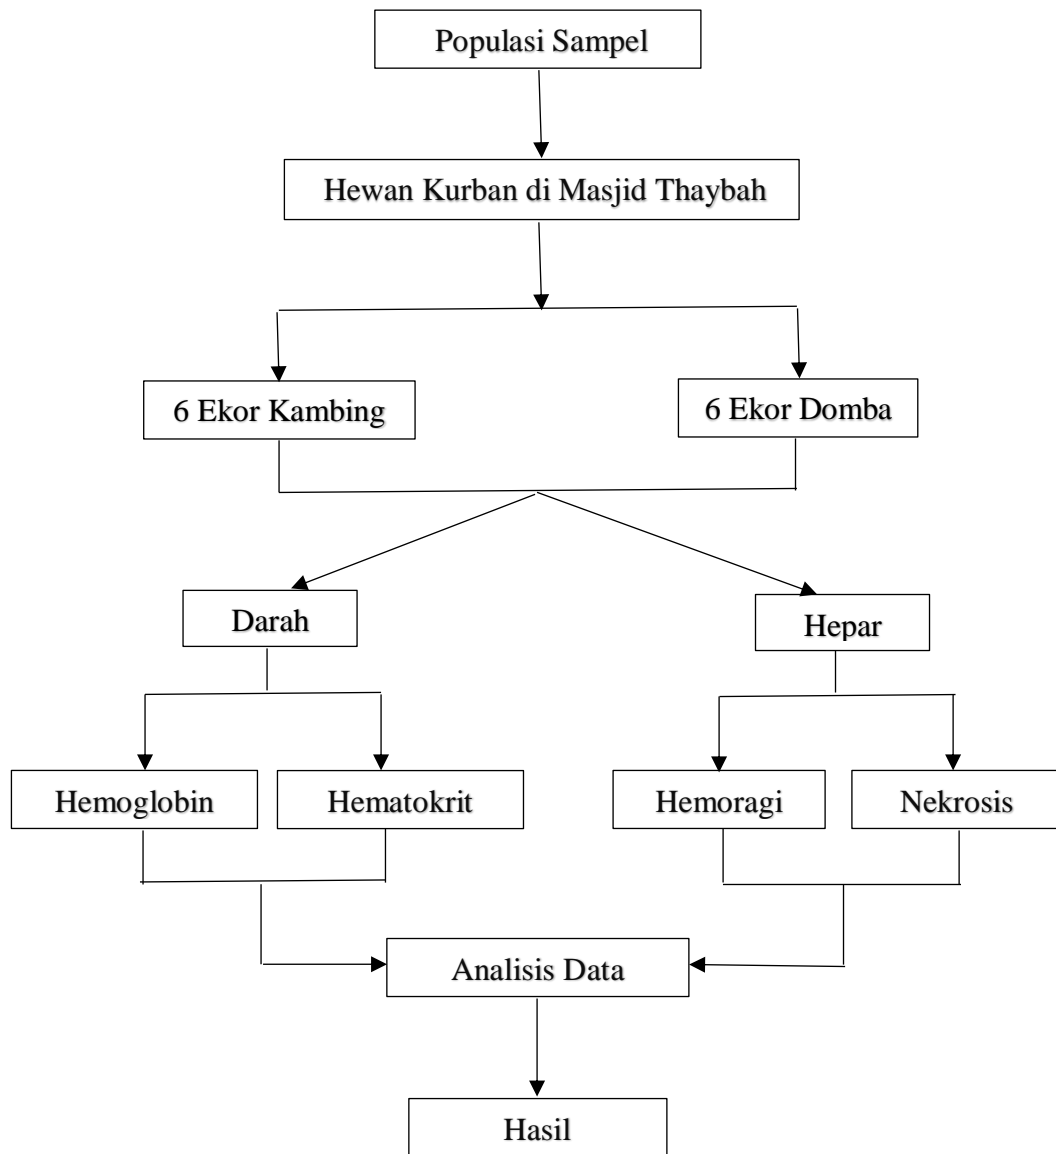 Populasi Sampel
Hewan Kurban di Masjid Thaybah
6 Ekor Kambing
6 Ekor Domba
Darah
Hepar
Hemoglobin
Hematokrit
Hemoragi
Nekrosis
Analisis Data
Hasil